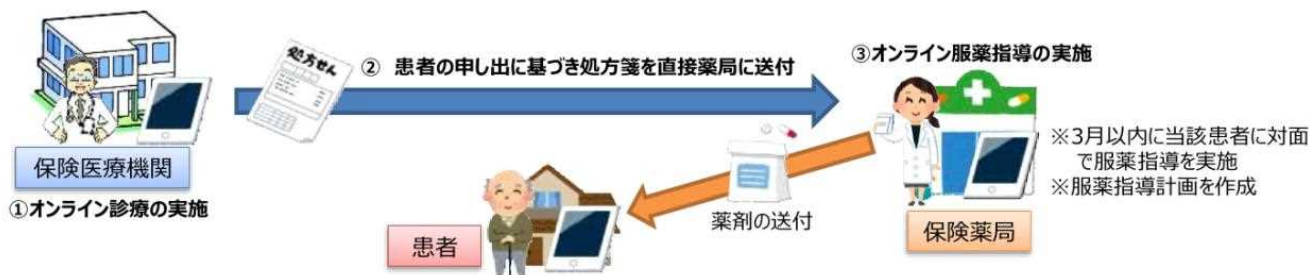 処方せん
② 患者の申し出に基づき処方箋を直接薬局に送付
③オンライン服薬指導の実施
※3月以内に当該患者に対面
で服薬指導を実施
※服薬指導計画を作成
保険医療機関
①オンライン診療の実施
薬剤の送付
患者
保険薬局